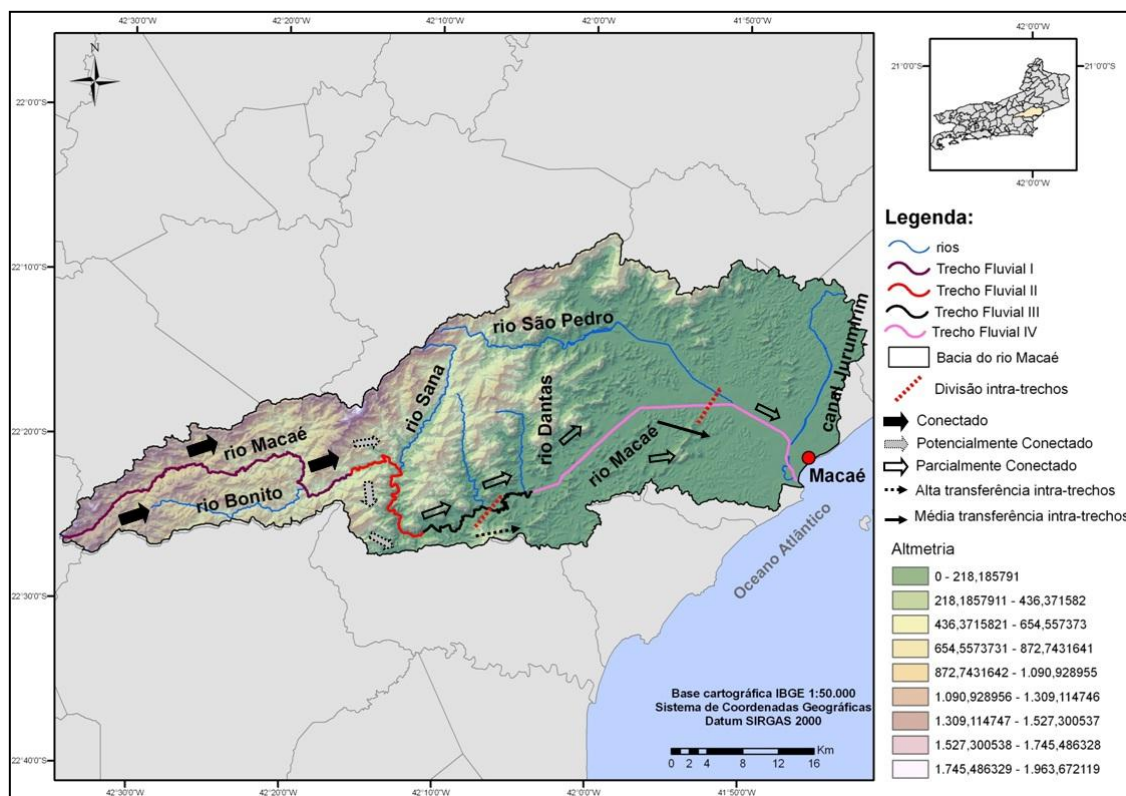 42°30'0"W 42°20'0"W 42°10'0"W 42°0'0"W 41°50'0"W
N
22°0'0"S
22°10'0"S
22°20'0"S
22°30'0"S
22°40'0"S
rio São Pedro
rio Sana
rio Dantas
rio Macaé
rio Bonito
rio Macaé
canal Jurumirim
Macaé
Oceano Atlântico
Base cartográfica IBGE 1:50.000
Sistema de Coordenadas Geográficas
Datum SIRGAS 2000
Km
0 2 4 8 12 16
42°30'0"W 42°20'0"W 42°10'0"W 42°0'0"W 41°50'0"W
42°0'0"W
21°0'0"S 21°0'0"S
42°0'0"W
Legenda:
rios
Trecho Fluvial I
Trecho Fluvial II
Trecho Fluvial III
Trecho Fluvial IV
Bacia do rio Macaé
Divisão intra-trechos
Conectado
Potencialmente Conectado
Parcialmente Conectado
Alta transferência intra-trechos
Média transferência intra-trechos
Altmetria
0 - 218,185791
218,1857911 - 436,371582
436,3715821 - 654,557373
654,5573731 - 872,7431641
872,7431642 - 1.090,928955
1.090,928956 - 1.309,114746
1.309,114747 - 1.527,300537
1.527,300538 - 1.745,486328
1.745,486329 - 1.963,672119